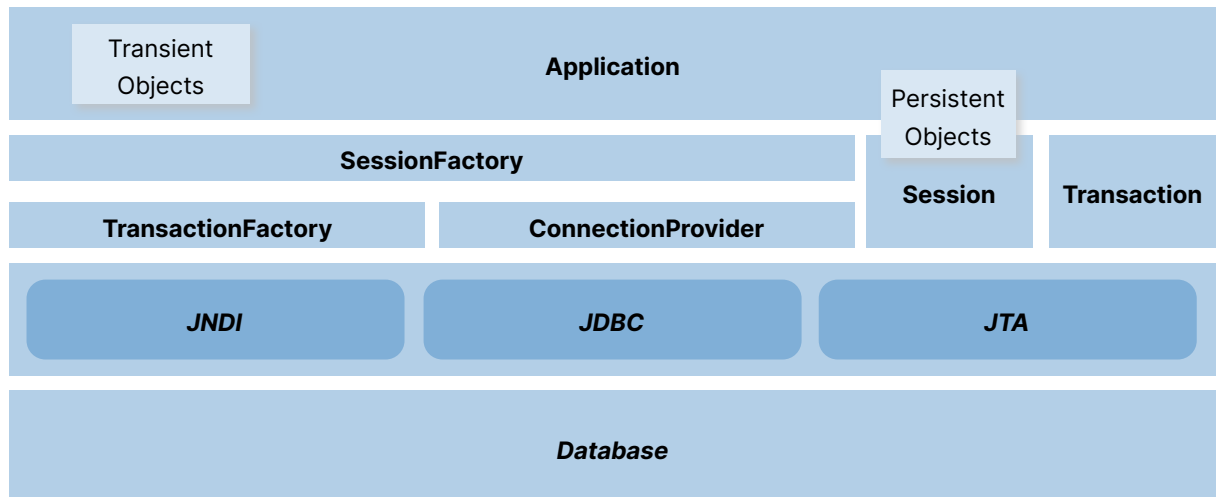 Transient
Objects
Application
Persistent
Objects
SessionFactory
Session
Transaction
TransactionFactory
ConnectionProvider
JNDI
JDBC
JTA
Database